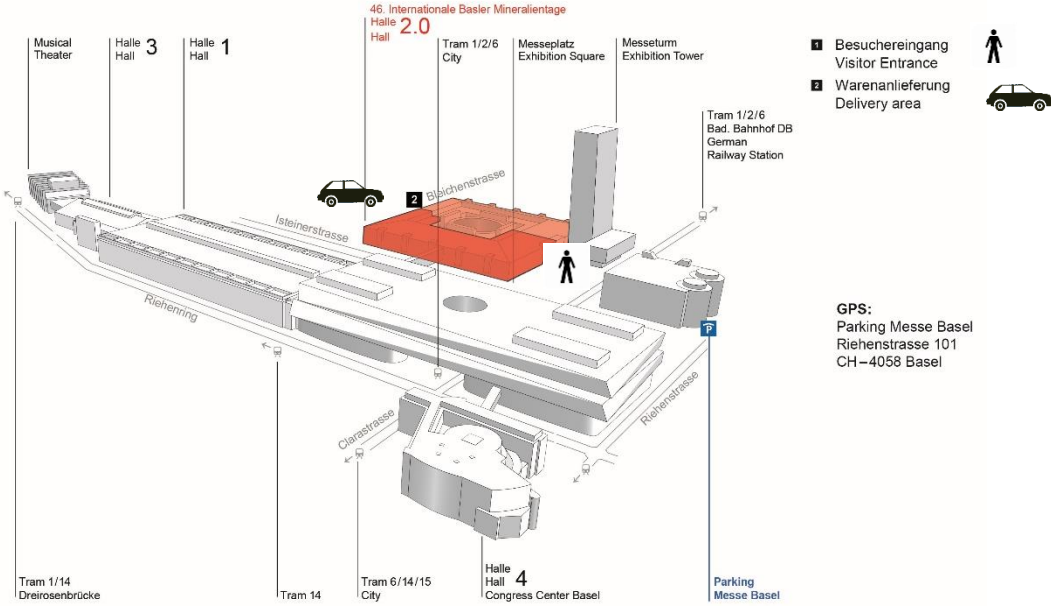 46. Internationale Basler Mineralientage
Halle
Hall 2.0
Musical
Theater
Halle
Hall 3
Halle
Hall 1
Tram 1/2/6
City
Messeplatz
Exhibition Square
Messeturm
Exhibition Tower
1 Besuchereingang
Visitor Entrance
2 Warenanlieferung
Delivery area
Tram 1/2/6
Bad. Bahnhof DB
German
Railway Station
2
Bleichenstrasse
Isteinerstrasse
Riehenring
P
GPS:
Parking Messe Basel
Riehenstrasse 101
CH–4058 Basel
Riehenstrasse
Clarastrasse
Tram 1/14
Dreirosenbrücke
Tram 14
Tram 6/14/15
City
Halle
Hall 4
Congress Center Basel
Parking
Messe Basel